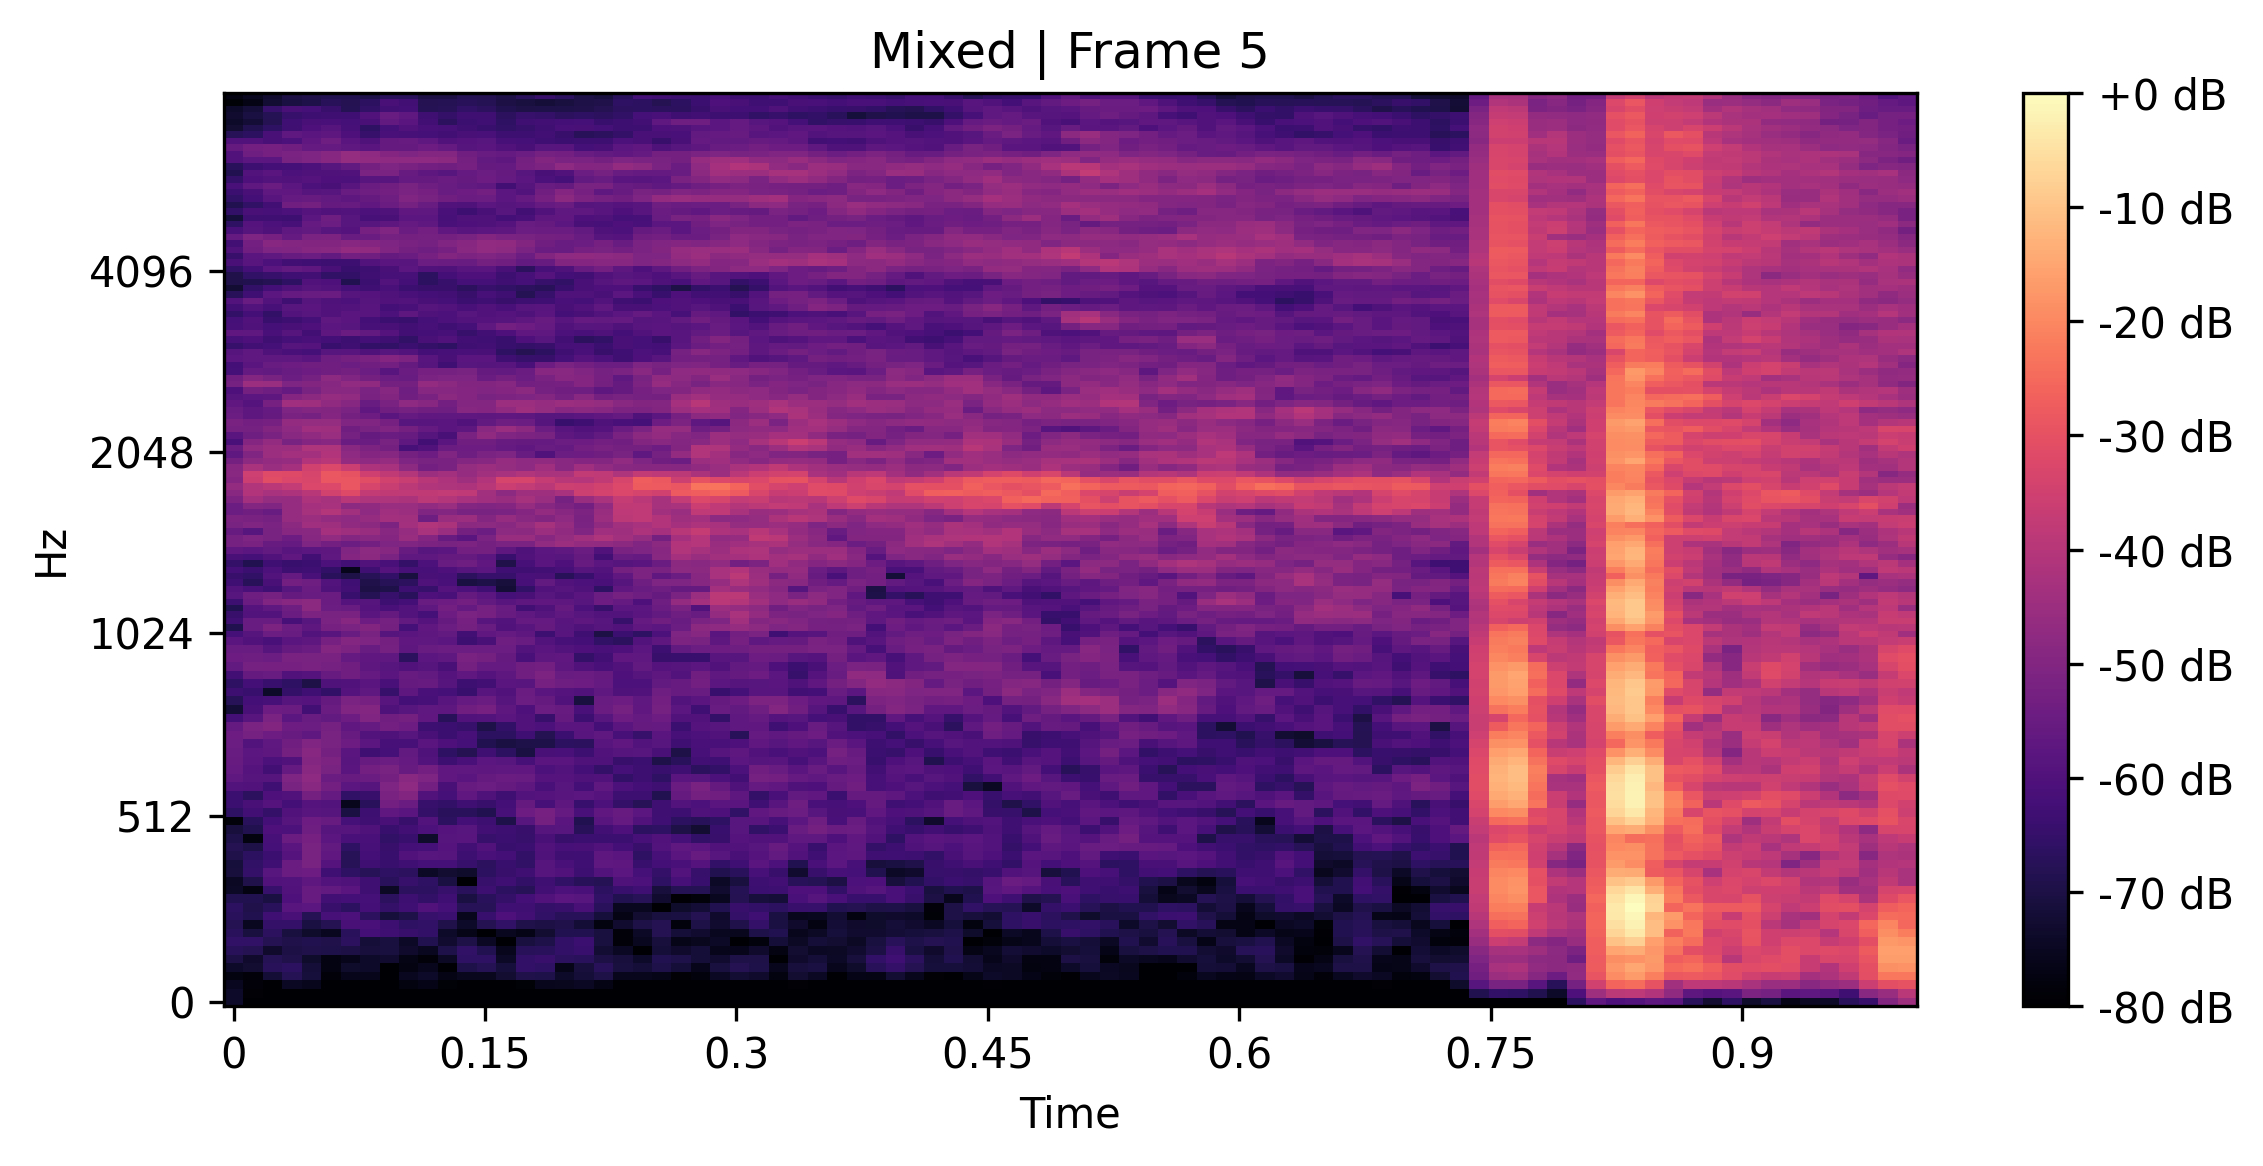 Mixed | Frame 5
+0 dB
-10 dB
-20 dB
-30 dB
-40 dB
-50 dB
-60 dB
-70 dB
-80 dB
Hz
4096
2048
1024
512
0
0
0.15
0.3
0.45
0.6
0.75
0.9
Time